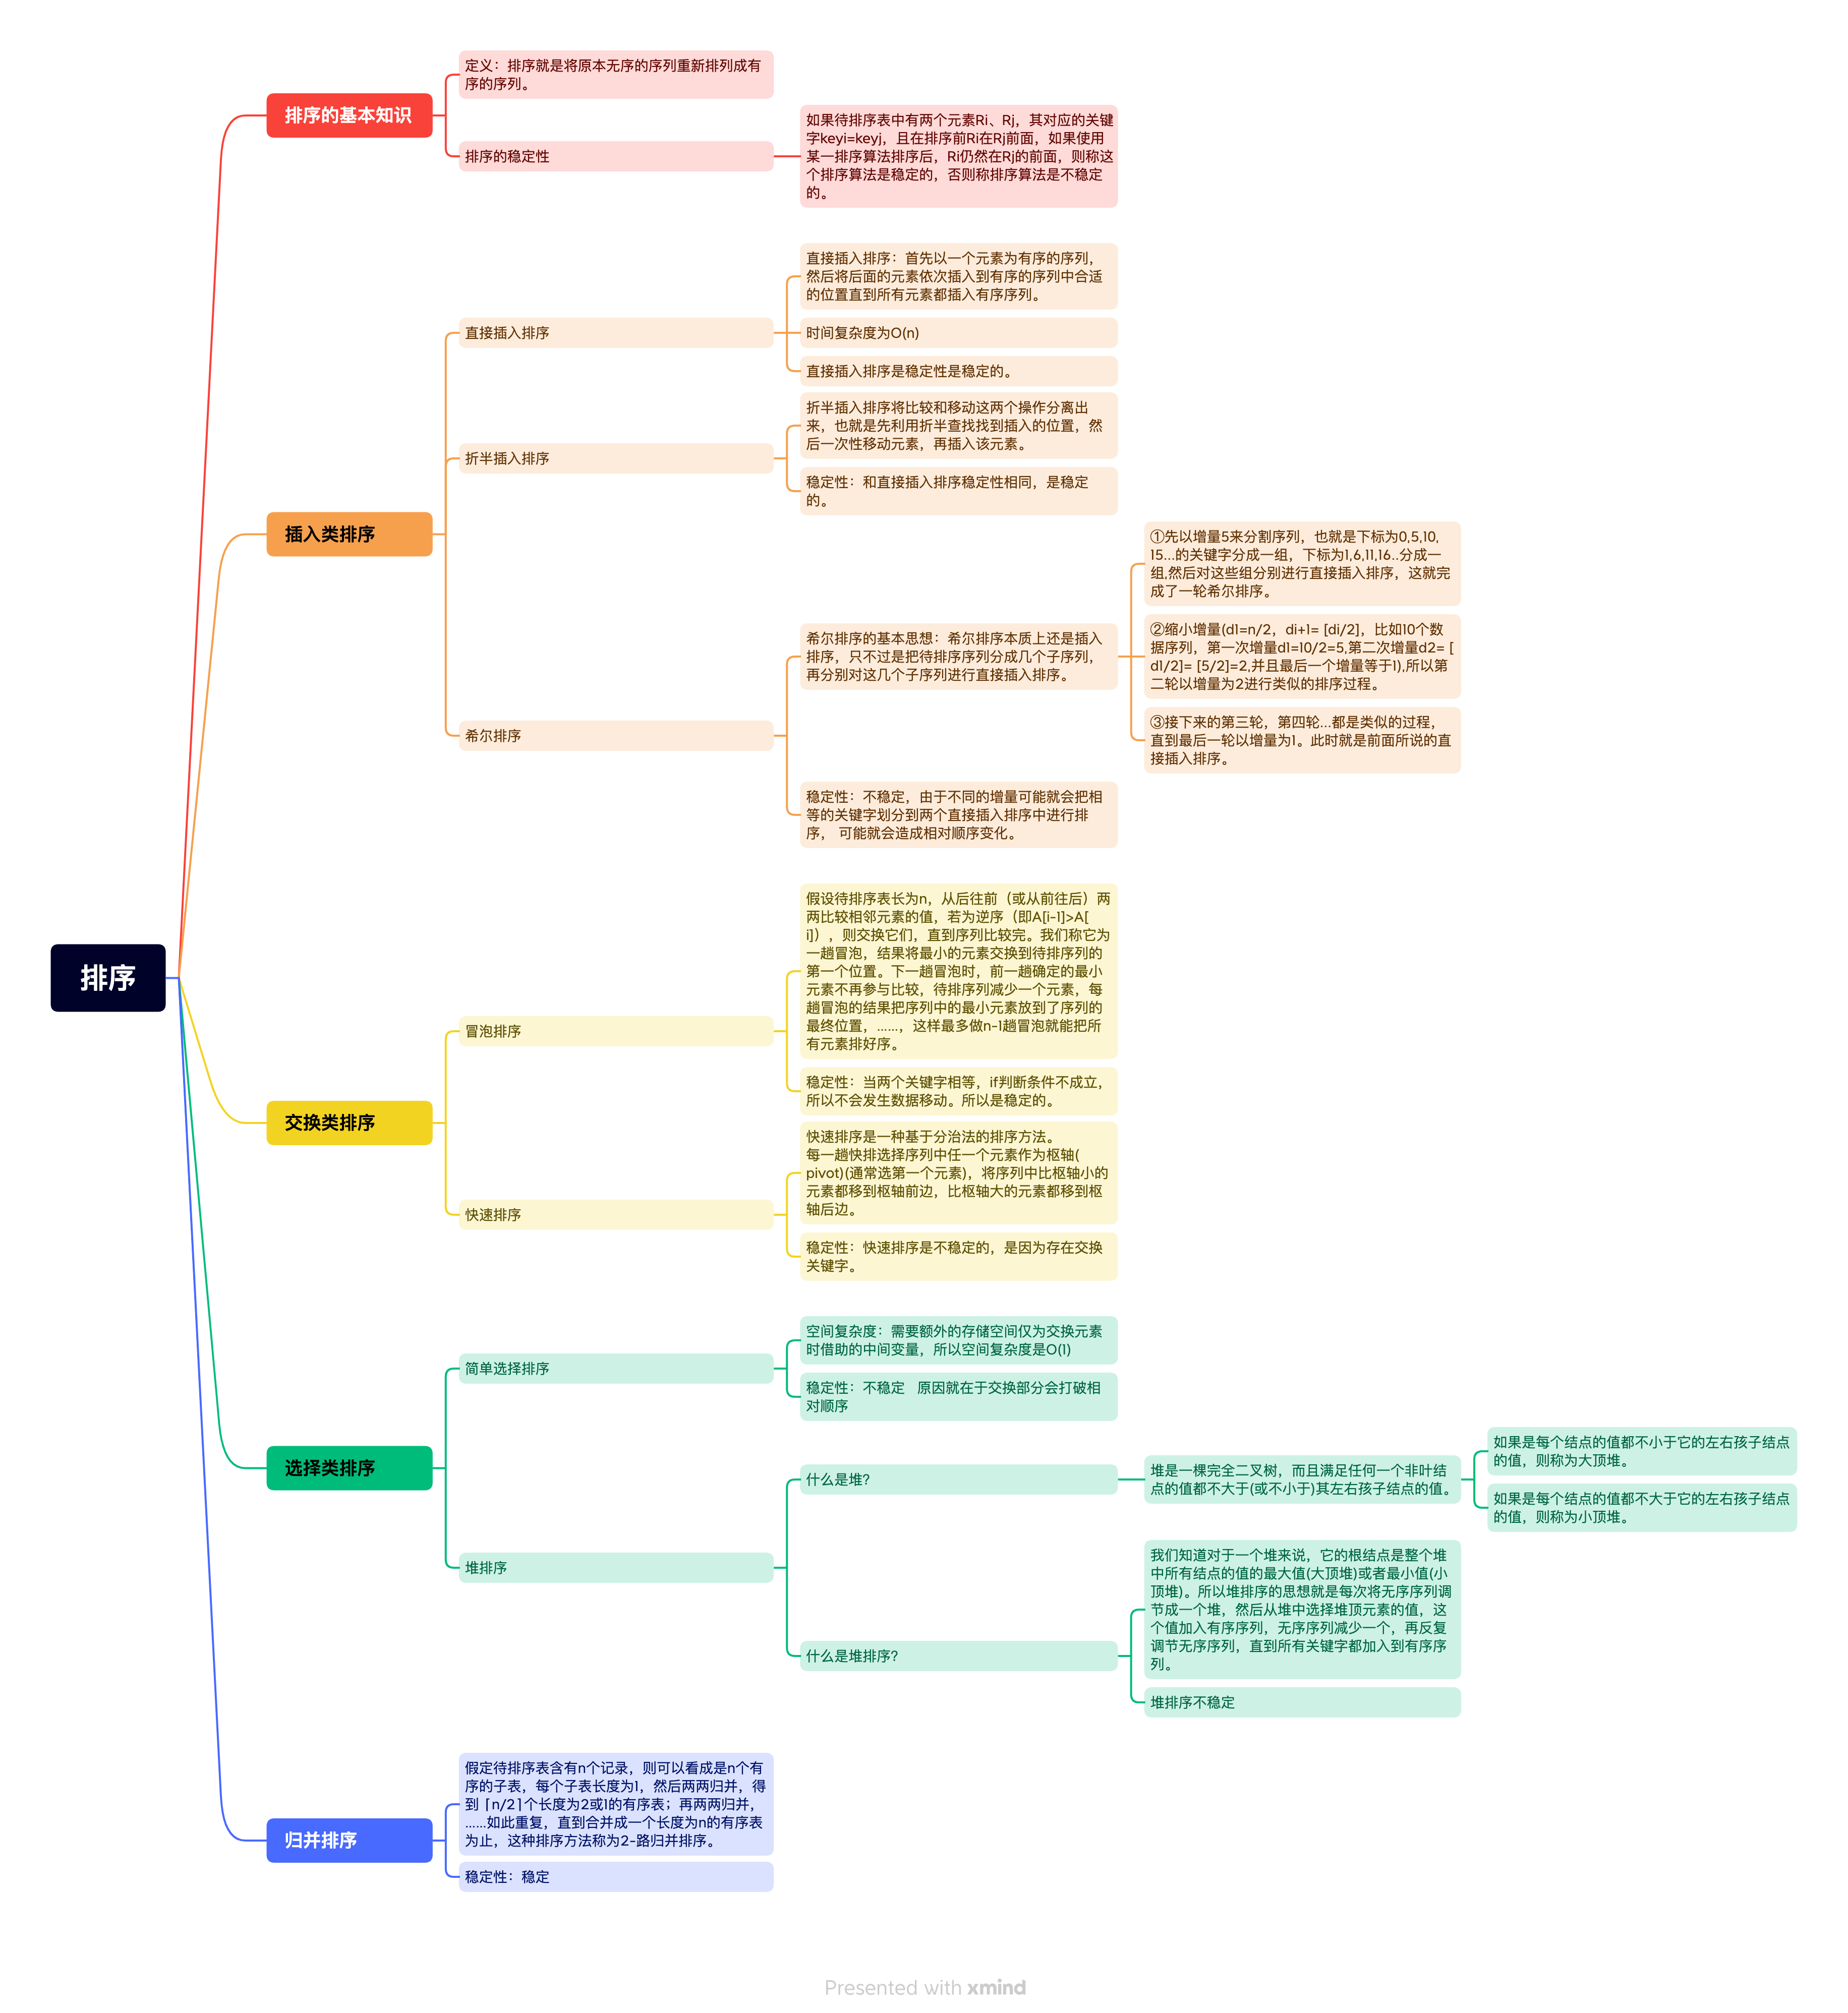 排序
排序的基本知识
定义：排序就是将原本无序的序列重新排列成有
序的序列。
排序的稳定性
如果待排序表中有两个元素Ri、Rj，其对应的关键
字keyi=keyj，且在排序前Ri在Rj前面，如果使用
某一排序算法排序后，Ri仍然在Rj的前面，则称这
个排序算法是稳定的，否则称排序算法是不稳定
的。
插入类排序
直接插入排序
直接插入排序：首先以一个元素为有序的序列，
然后将后面的元素依次插入到有序的序列中合适
的位置直到所有元素都插入有序序列。
时间复杂度为O(n)
直接插入排序是稳定性是稳定的。
折半插入排序
折半插入排序将比较和移动这两个操作分离出
来，也就是先利用折半查找找到插入的位置，然
后一次性移动元素，再插入该元素。
稳定性：和直接插入排序稳定性相同，是稳定
的。
希尔排序
希尔排序的基本思想：希尔排序本质上还是插入
排序，只不过是把待排序序列分成几个子序列，
再分别对这几个子序列进行直接插入排序。
①先以增量5来分割序列，也就是下标为0,5,10,
15...的关键字分成一组，下标为1,6,11,16..分成一
组,然后对这些组分别进行直接插入排序，这就完
成了一轮希尔排序。
②缩小增量(d1=n/2，di+1= [di/2]，比如10个数
据序列，第一次增量d1=10/2=5,第二次增量d2= [
d1/2]= [5/2]=2,并且最后一个增量等于1),所以第
二轮以增量为2进行类似的排序过程。
③接下来的第三轮，第四轮...都是类似的过程，
直到最后一轮以增量为1。此时就是前面所说的直
接插入排序。
稳定性：不稳定，由于不同的增量可能就会把相
等的关键字划分到两个直接插入排序中进行排
序， 可能就会造成相对顺序变化。
交换类排序
冒泡排序
假设待排序表长为n，从后往前（或从前往后）两
两比较相邻元素的值，若为逆序（即A[i-1]>A[
i]），则交换它们，直到序列比较完。我们称它为
一趟冒泡，结果将最小的元素交换到待排序列的
第一个位置。下一趟冒泡时，前一趟确定的最小
元素不再参与比较，待排序列减少一个元素，每
趟冒泡的结果把序列中的最小元素放到了序列的
最终位置，……，这样最多做n-1趟冒泡就能把所
有元素排好序。
稳定性：当两个关键字相等，if判断条件不成立，
所以不会发生数据移动。所以是稳定的。
快速排序
快速排序是一种基于分治法的排序方法。
每一趟快排选择序列中任一个元素作为枢轴(
pivot)(通常选第一个元素)，将序列中比枢轴小的
元素都移到枢轴前边，比枢轴大的元素都移到枢
轴后边。
稳定性：快速排序是不稳定的，是因为存在交换
关键字。
选择类排序
简单选择排序
空间复杂度：需要额外的存储空间仅为交换元素
时借助的中间变量，所以空间复杂度是O(1)
稳定性：不稳定   原因就在于交换部分会打破相
对顺序
堆排序
什么是堆?
堆是一棵完全二叉树，而且满足任何一个非叶结
点的值都不大于(或不小于)其左右孩子结点的值。
如果是每个结点的值都不小于它的左右孩子结点
的值，则称为大顶堆。
如果是每个结点的值都不大于它的左右孩子结点
的值，则称为小顶堆。
什么是堆排序?
我们知道对于一个堆来说，它的根结点是整个堆
中所有结点的值的最大值(大顶堆)或者最小值(小
顶堆)。所以堆排序的思想就是每次将无序序列调
节成一个堆，然后从堆中选择堆顶元素的值，这
个值加入有序序列，无序序列减少一个，再反复
调节无序序列，直到所有关键字都加入到有序序
列。
堆排序不稳定
归并排序
假定待排序表含有n个记录，则可以看成是n个有
序的子表，每个子表长度为1，然后两两归并，得
到 ⌈n/2⌉个长度为2或1的有序表；再两两归并，
……如此重复，直到合并成一个长度为n的有序表
为止，这种排序方法称为2-路归并排序。
稳定性：稳定
Presented with xmind